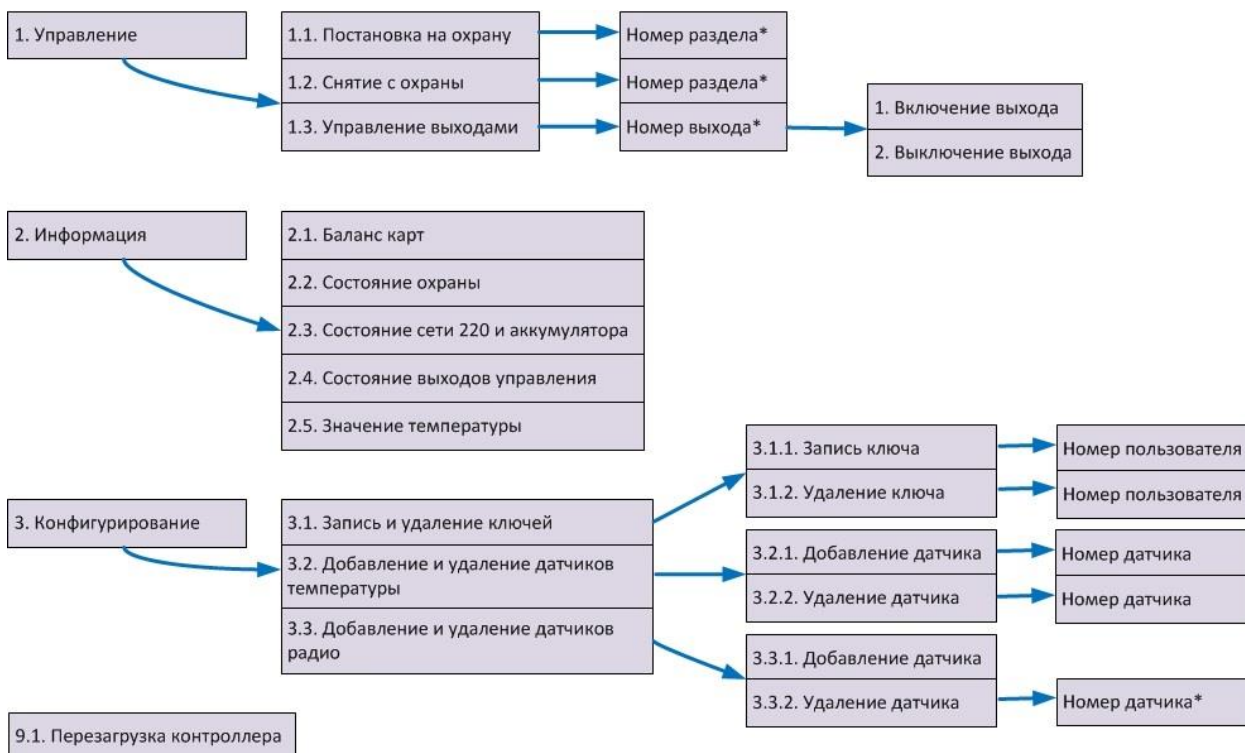 1. Управление
1.1. Постановка на охрану
Номер раздела*
1.2. Снятие с охраны
Номер раздела*
1.3. Управление выходами
Номер выхода*
1. Включение выхода
2. Выключение выхода
2. Информация
2.1. Баланс карт
2.2. Состояние охраны
2.3. Состояние сети 220 и аккумулятора
2.4. Состояние выходов управления
2.5. Значение температуры
3. Конфигурирование
3.1. Запись и удаление ключей
3.2. Добавление и удаление датчиков
температуры
3.3. Добавление и удаление датчиков
радио
3.1.1. Запись ключа
Номер пользователя
3.1.2. Удаление ключа
Номер пользователя
3.2.1. Добавление датчика
Номер датчика
3.2.2. Удаление датчика
Номер датчика
3.3.1. Добавление датчика
3.3.2. Удаление датчика
Номер датчика*
9.1. Перезагрузка контроллера